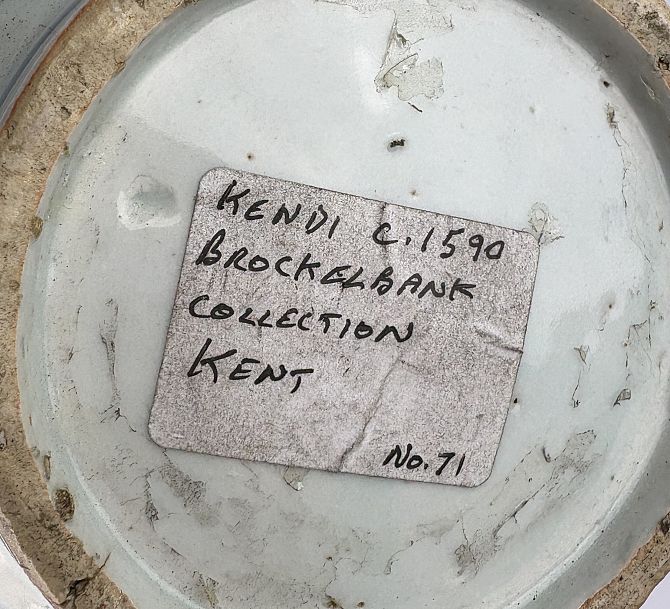 KENDI C.1590
BROCKELBANK
COLLECTION
KENT
No.71